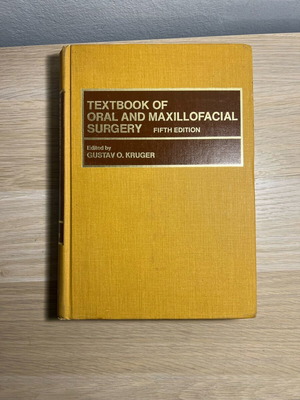 TEXTBOOK OF
ORAL AND MAXILLOFACIAL
SURGERY FIFTH EDITION
Edited by
GUSTAV O. KRUGER